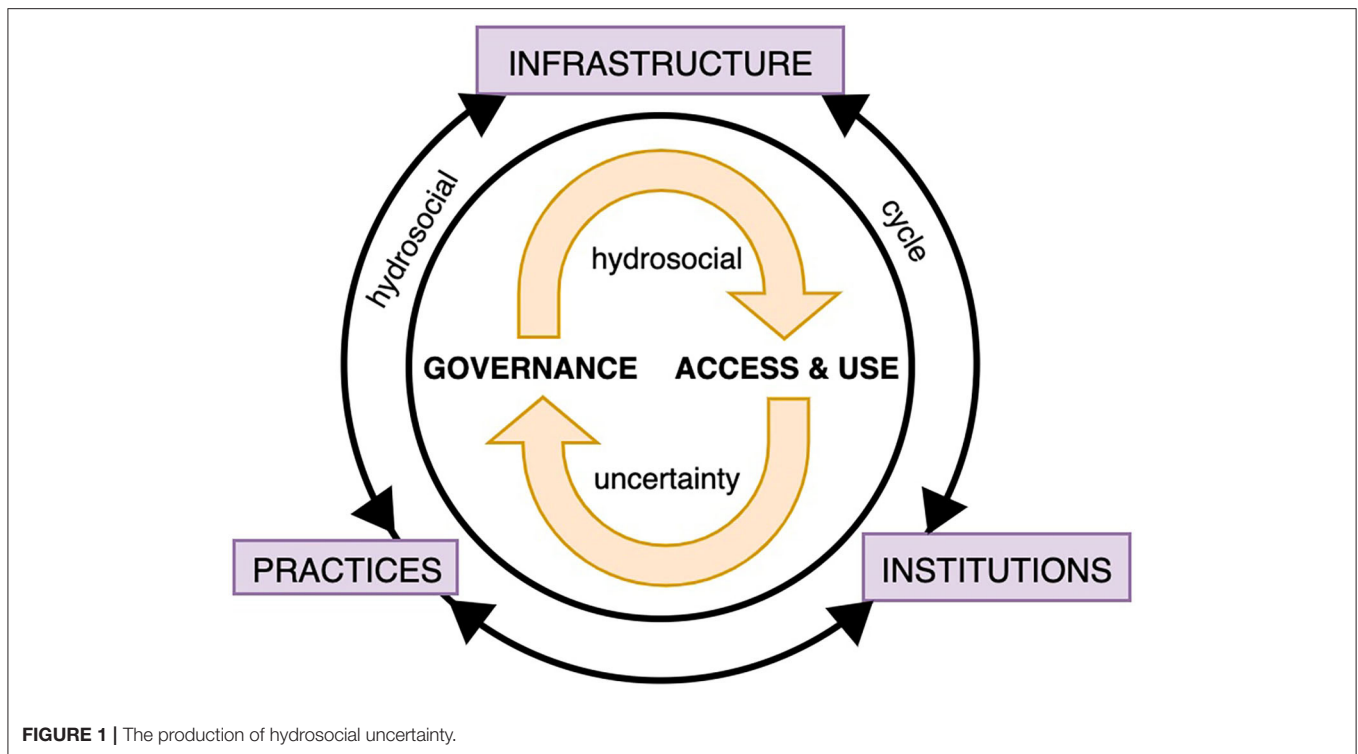 INFRASTRUCTURE
hydrosocial
cycle
hydrosocial
GOVERNANCE
ACCESS & USE
uncertainty
PRACTICES
INSTITUTIONS
FIGURE 1 | The production of hydrosocial uncertainty.